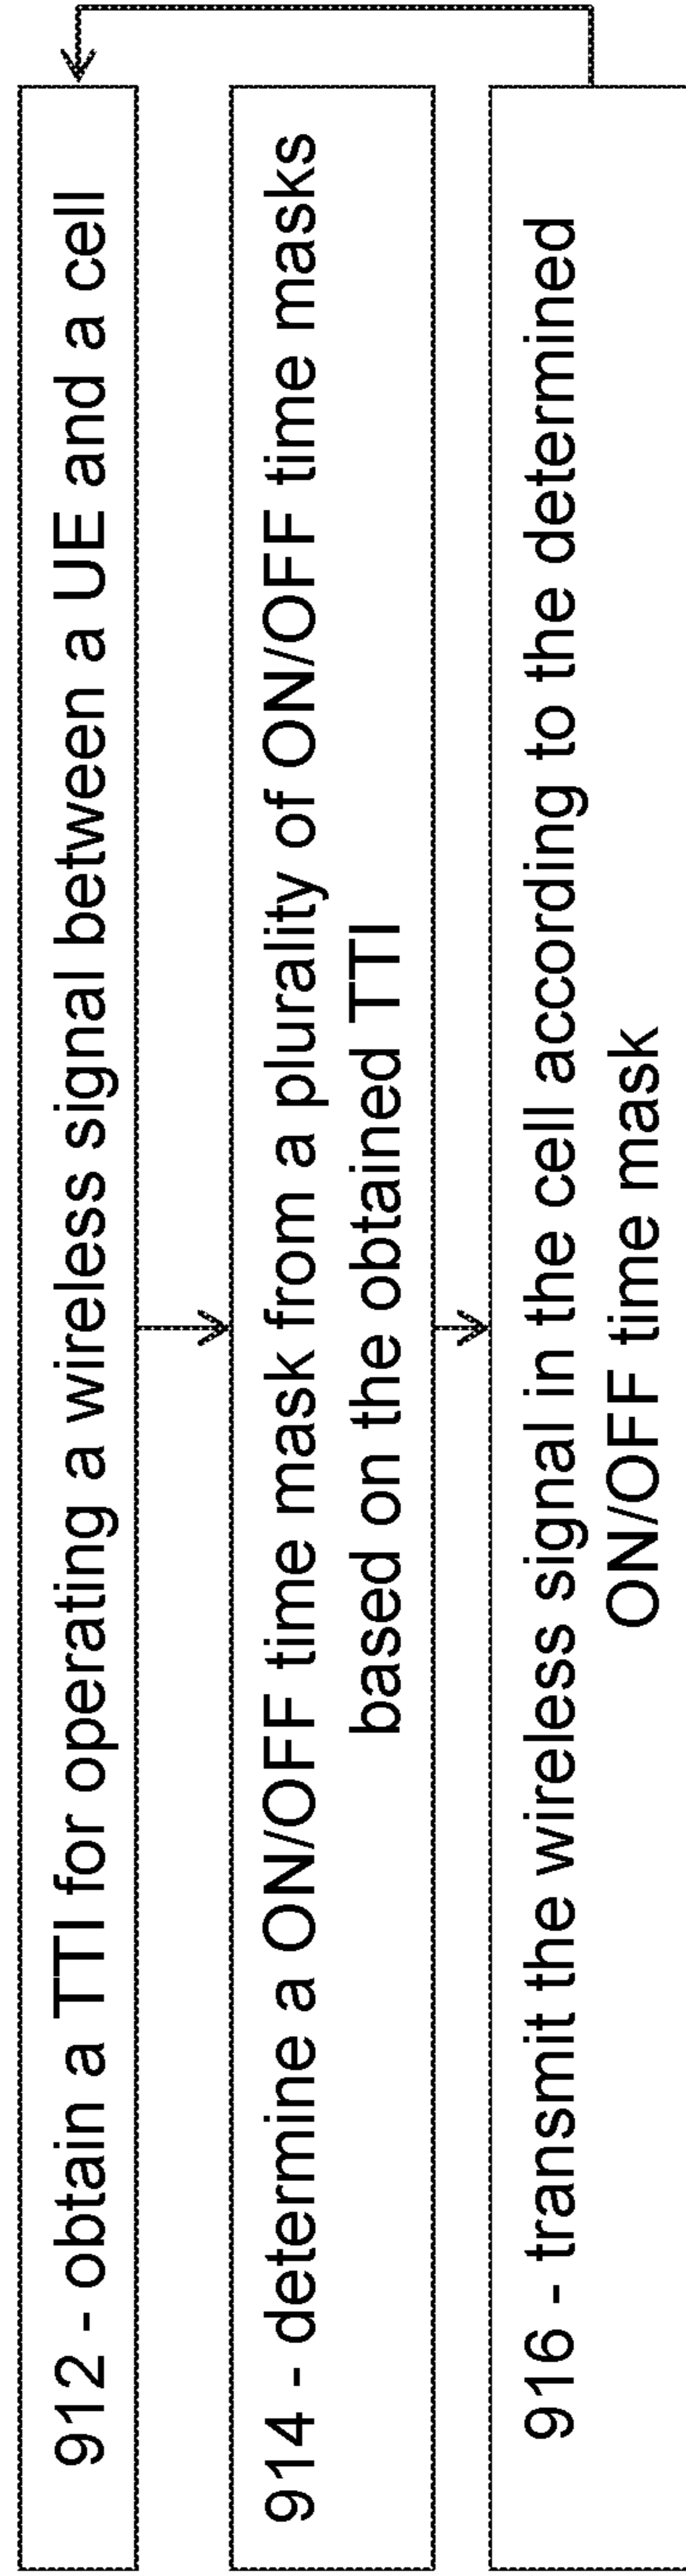 912 - obtain a TTI for operating a wireless signal between a UE and a cell
914 - determine a ON/OFF time mask from a plurality of ON/OFF time masks
based on the obtained TTI
916 - transmit the wireless signal in the cell according to the determined
ON/OFF time mask